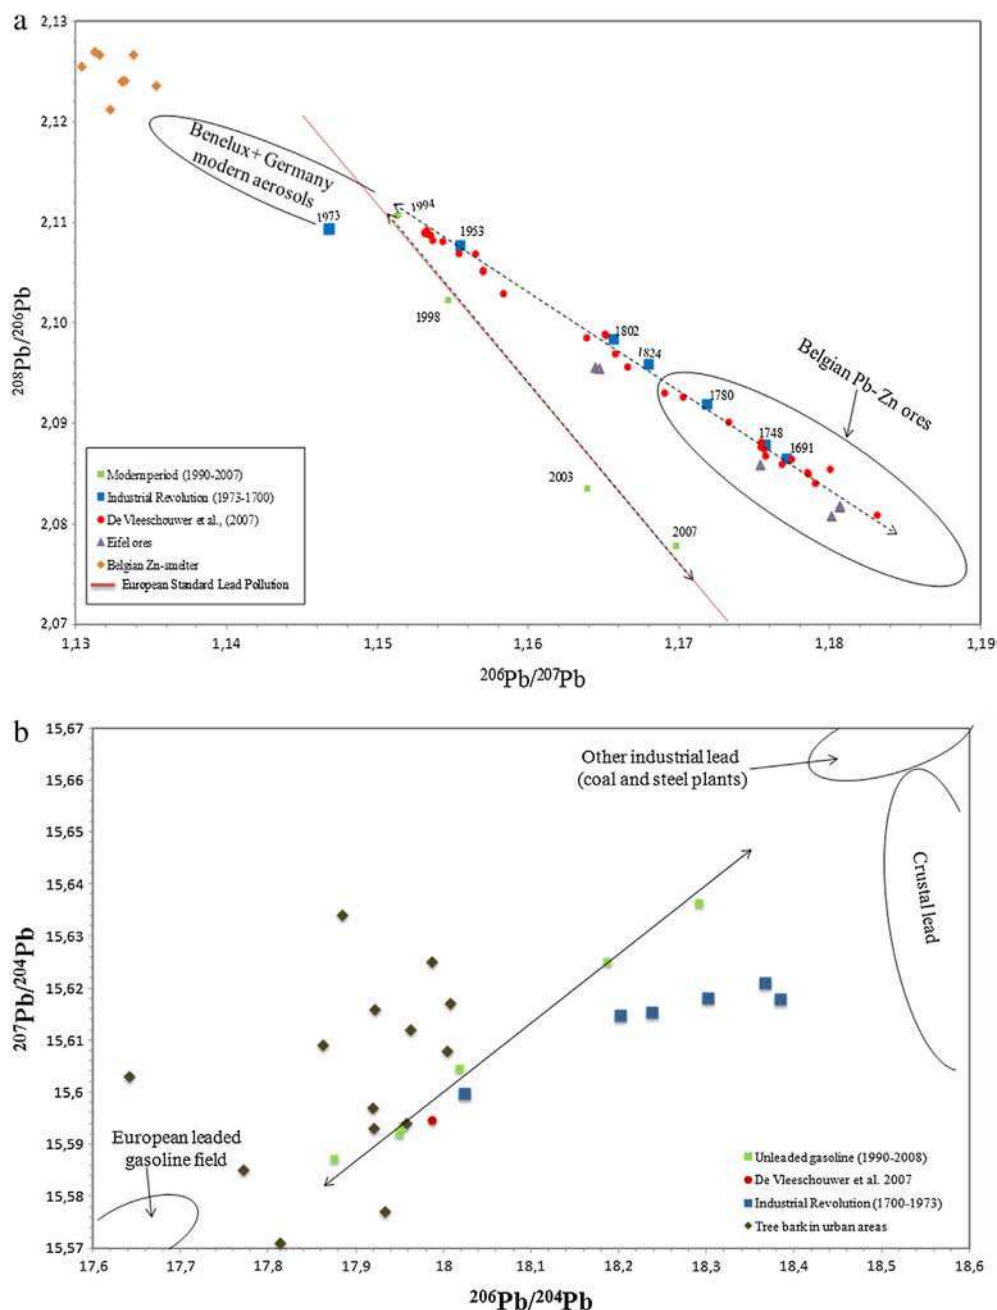 a
2,13
2,12
2,11
2,10
2,09
2,08
2,07
208Pb/206Pb
Benelux+ Germany
modern aerosols
1973
1994
1953
1998
1802
1824
1780
1748
1691
2003
2007
Belgian Pb-Zn ores
Modern period (1990-2007)
Industrial Revolution (1973-1700)
De Vleeschouwer et al., (2007)
Eifel ores
Belgian Zn-smelter
European Standard Lead Pollution
1,13
1,14
1,15
1,16
1,17
1,18
1,19
206Pb/207Pb
b
15,67
15,66
15,65
15,64
15,63
15,62
15,61
15,6
15,59
15,58
15,57
207Pb/204Pb
Other industrial lead
(coal and steel plants)
Crustal lead
European leaded
gasoline field
Unleaded gasoline (1990-2008)
De Vleeschouwer et al. 2007
Industrial Revolution (1700-1973)
Tree bark in urban areas
17,6
17,7
17,8
17,9
18
18,1
18,2
18,3
18,4
18,5
18,6
206Pb/204Pb